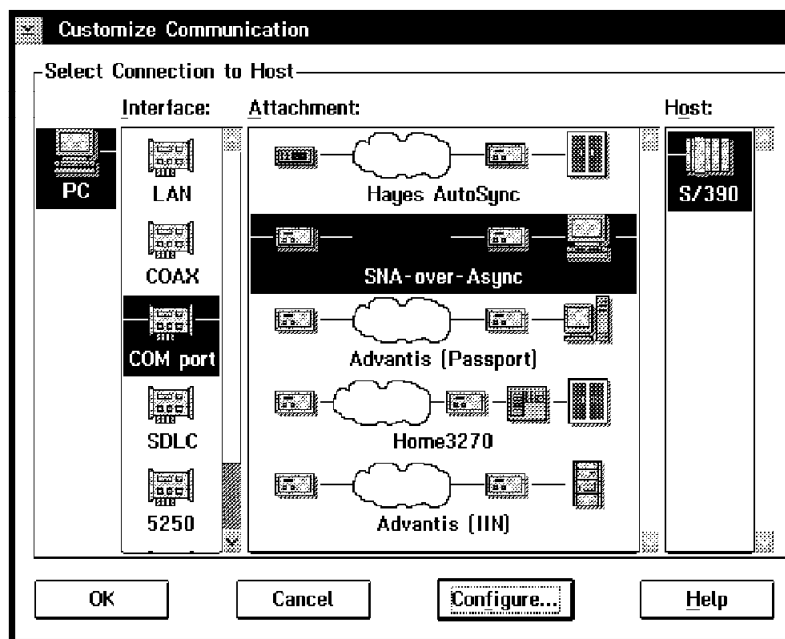 Customize Communication
Select Connection to Host
Interface: Attachment: Host:
PC
LAN
COAX
COM port
SDLC
5250
Hayes AutoSync
SNA-over-Async
Advantis (Passport)
Home3270
Advantis (IIN)
S/390
OK Cancel Configure... Help